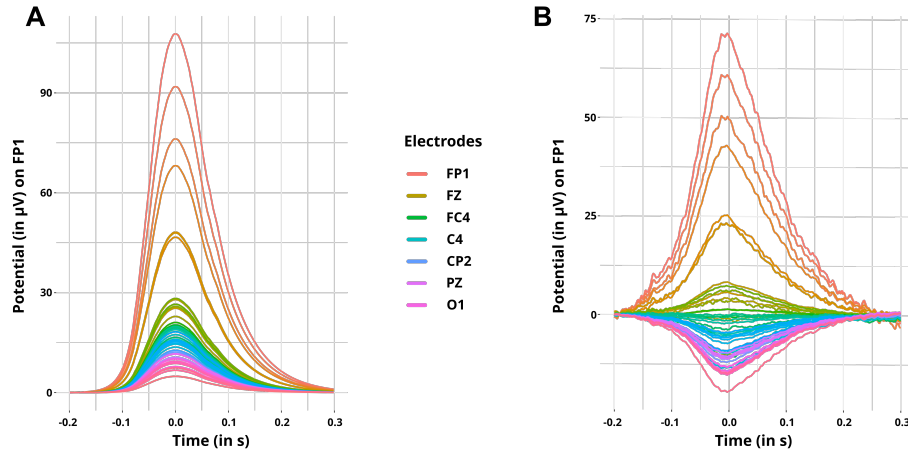 A
Potential (in µV) on FP1
90
60
30
0
-0.2 -0.1 0.0 0.1 0.2 0.3
Time (in s)
Electrodes
FP1
FZ
FC4
C4
CP2
PZ
O1
B
Potential (in µV) on FP1
75
50
25
0
-0.2 -0.1 0.0 0.1 0.2 0.3
Time (in s)